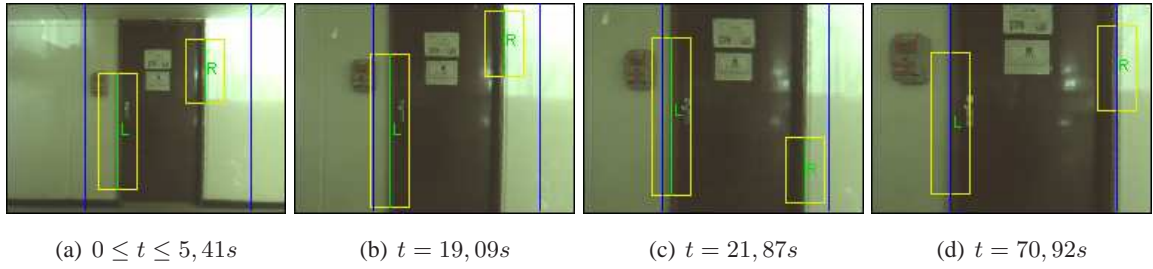 L R
L R
L R
L R
(a) 0 ≤ t ≤ 5, 41s (b) t = 19, 09s (c) t = 21, 87s (d) t = 70, 92s